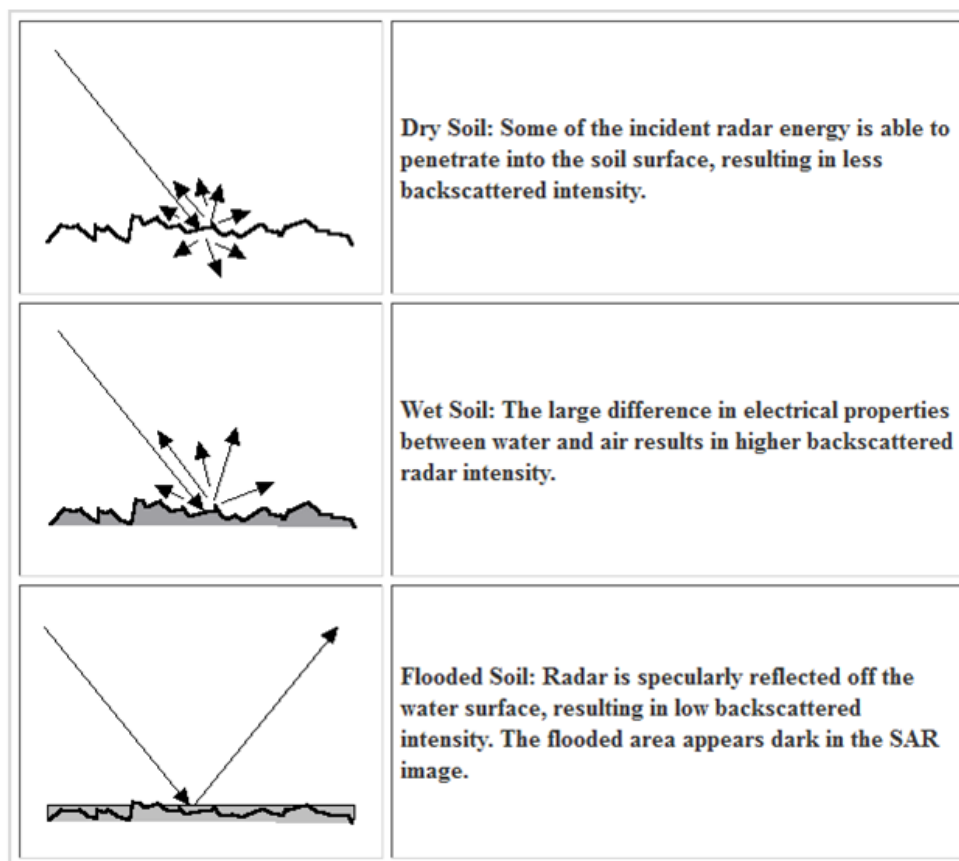 Dry Soil: Some of the incident radar energy is able to
penetrate into the soil surface, resulting in less
backscattered intensity.
Wet Soil: The large difference in electrical properties
between water and air results in higher backscattered
radar intensity.
Flooded Soil: Radar is specularly reflected off the
water surface, resulting in low backscattered
intensity. The flooded area appears dark in the SAR
image.